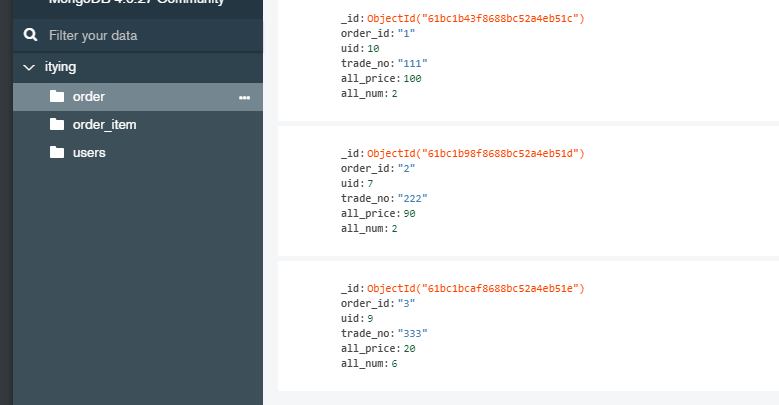 MongoDB 4.0.27 Community
Filter your data
itying
order
order_item
users
_id: ObjectId("61bc1b43f8688bc52a4eb51c")
order_id: "1"
uid: 10
trade_no: "111"
all_price: 100
all_num: 2
_id: ObjectId("61bc1b98f8688bc52a4eb51d")
order_id: "2"
uid: 7
trade_no: "222"
all_price: 90
all_num: 2
_id: ObjectId("61bc1bcaf8688bc52a4eb51e")
order_id: "3"
uid: 9
trade_no: "333"
all_price: 20
all_num: 6